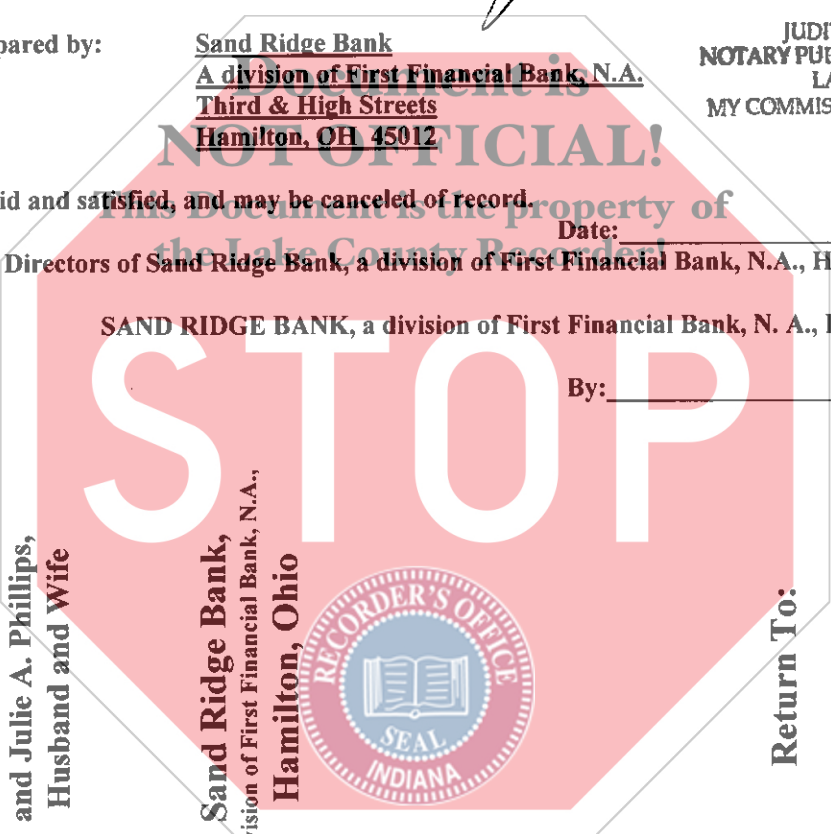 pared by:
Sand Ridge Bank
A division of First Financial Bank, N.A.
Third & High Streets
Hamilton, OH 45012
JUDI
NOTARY PU
LA
MY COMMIS
Document is
NOT OFFICIAL!
This Document is the property of
the Lake County Recorder!
id and satisfied, and may be canceled of record.
Date:
Directors of Sand Ridge Bank, a division of First Financial Bank, N.A., H
SAND RIDGE BANK, a division of First Financial Bank, N. A.,
By:
STOP
and Julie A. Phillips,
Husband and Wife
Sand Ridge Bank,
ision of First Financial Bank, N.A.,
Hamilton, Ohio
RECORDER'S OFFICE
SEAL
INDIANA
Return To: